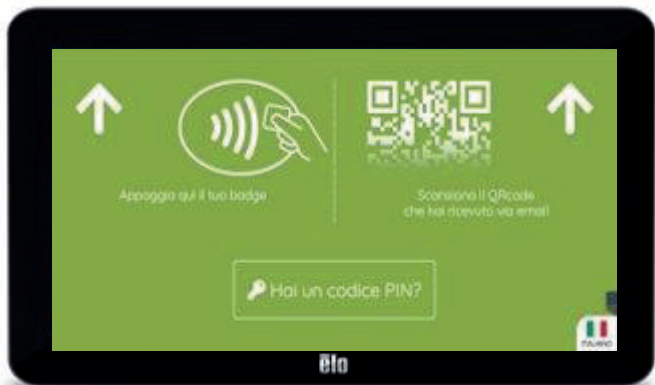 Appoggia qui il tuo badge
Scansiona il QRcode
che hai ricevuto via email
Hai un codice PIN?
ITALIANO
elo